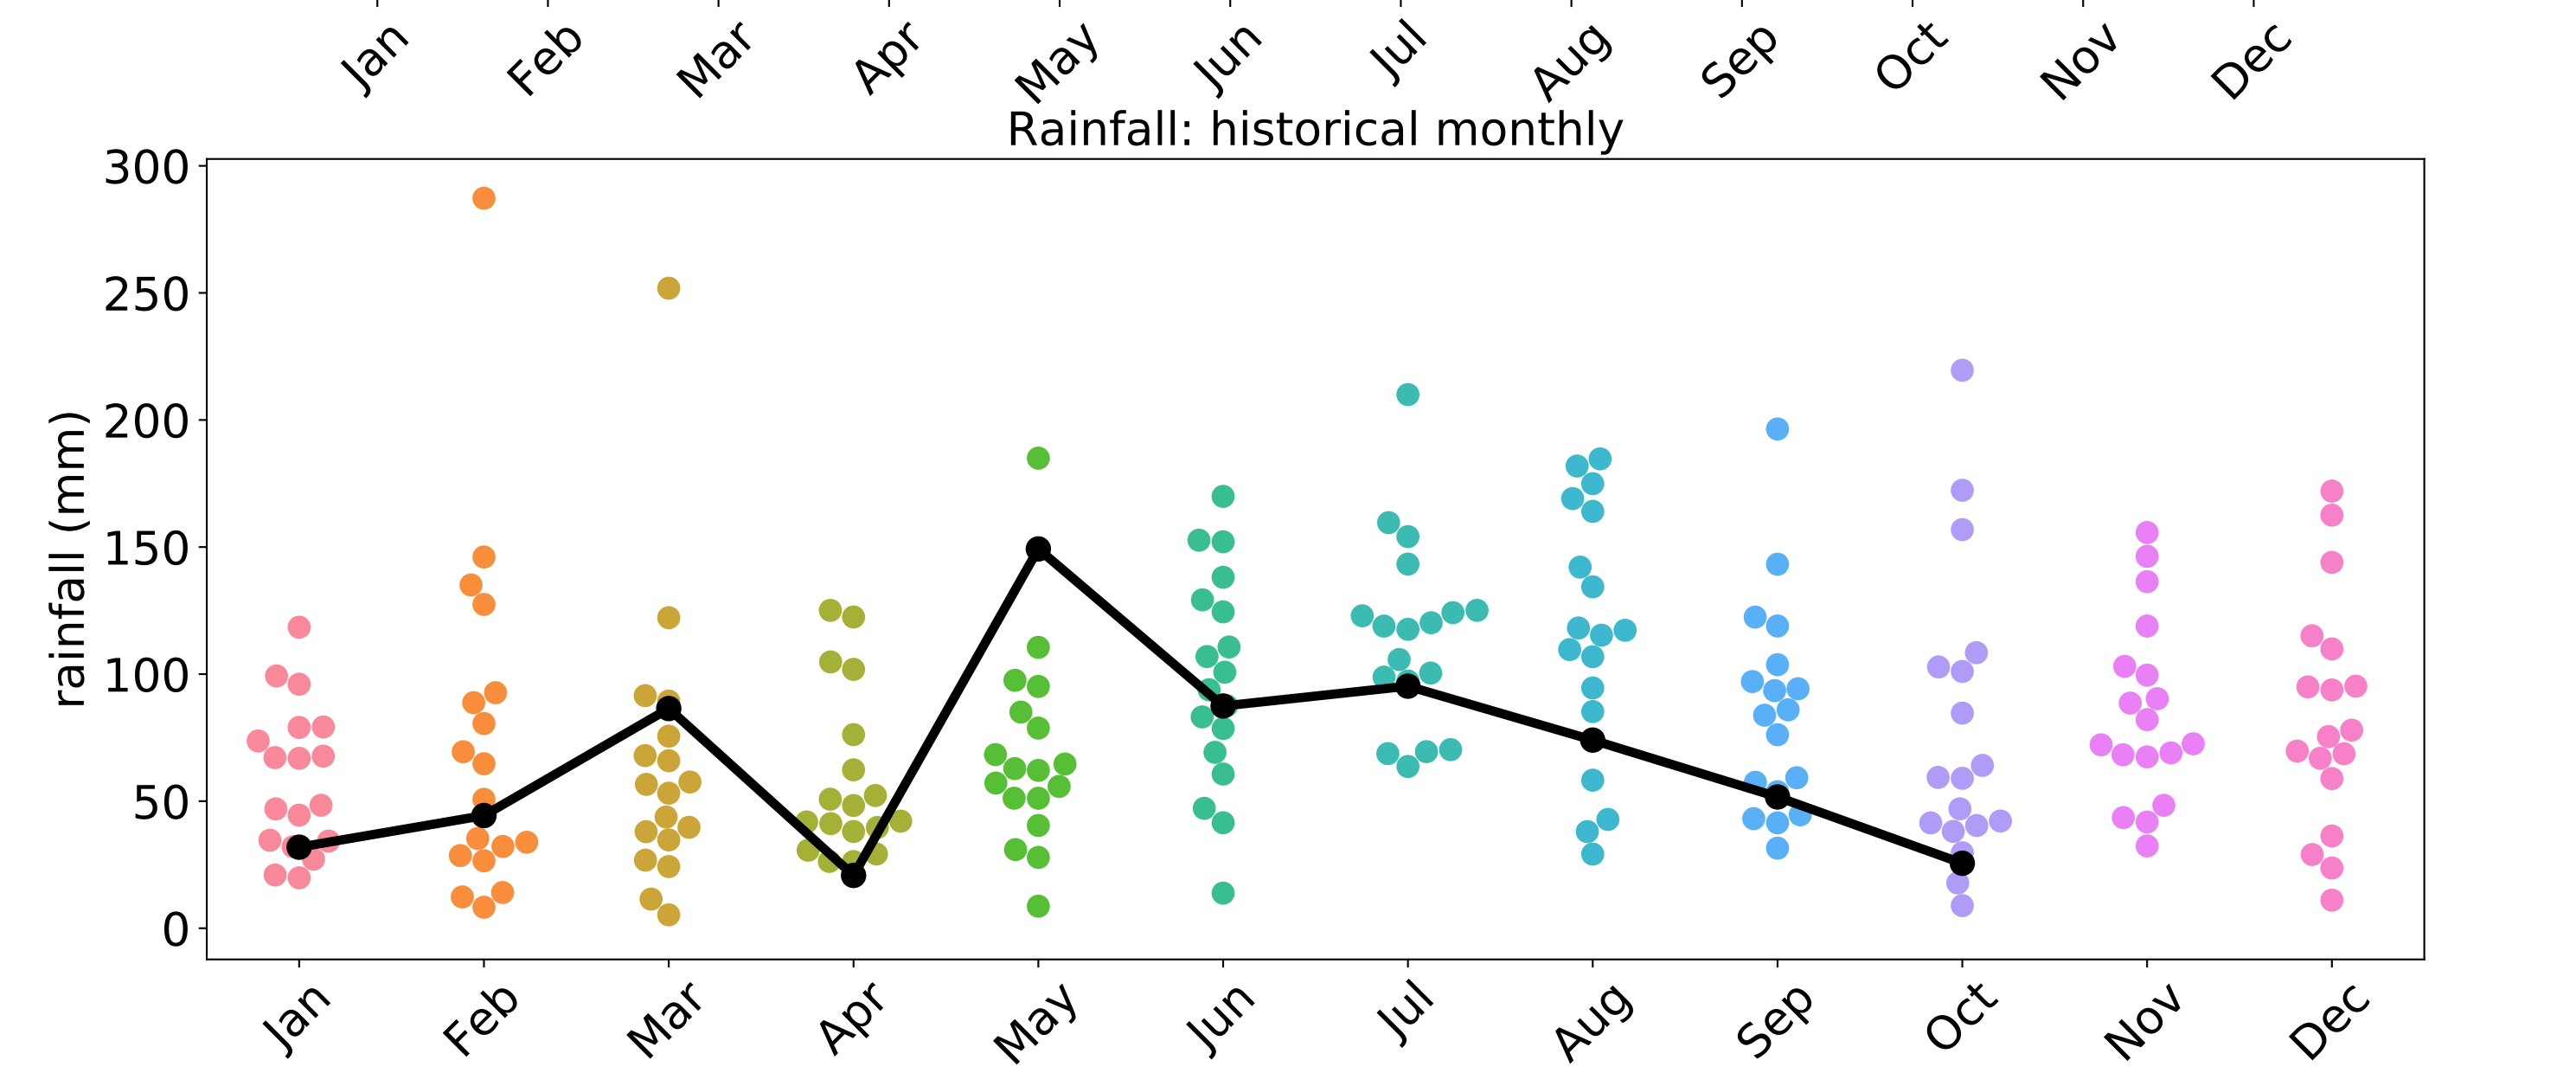 Jan Feb Mar Apr May Jun Jul Aug Sep Oct Nov Dec
Rainfall: historical monthly
300
250
200
150
100
50
0
rainfall (mm)
Jan Feb Mar Apr May Jun Jul Aug Sep Oct Nov Dec